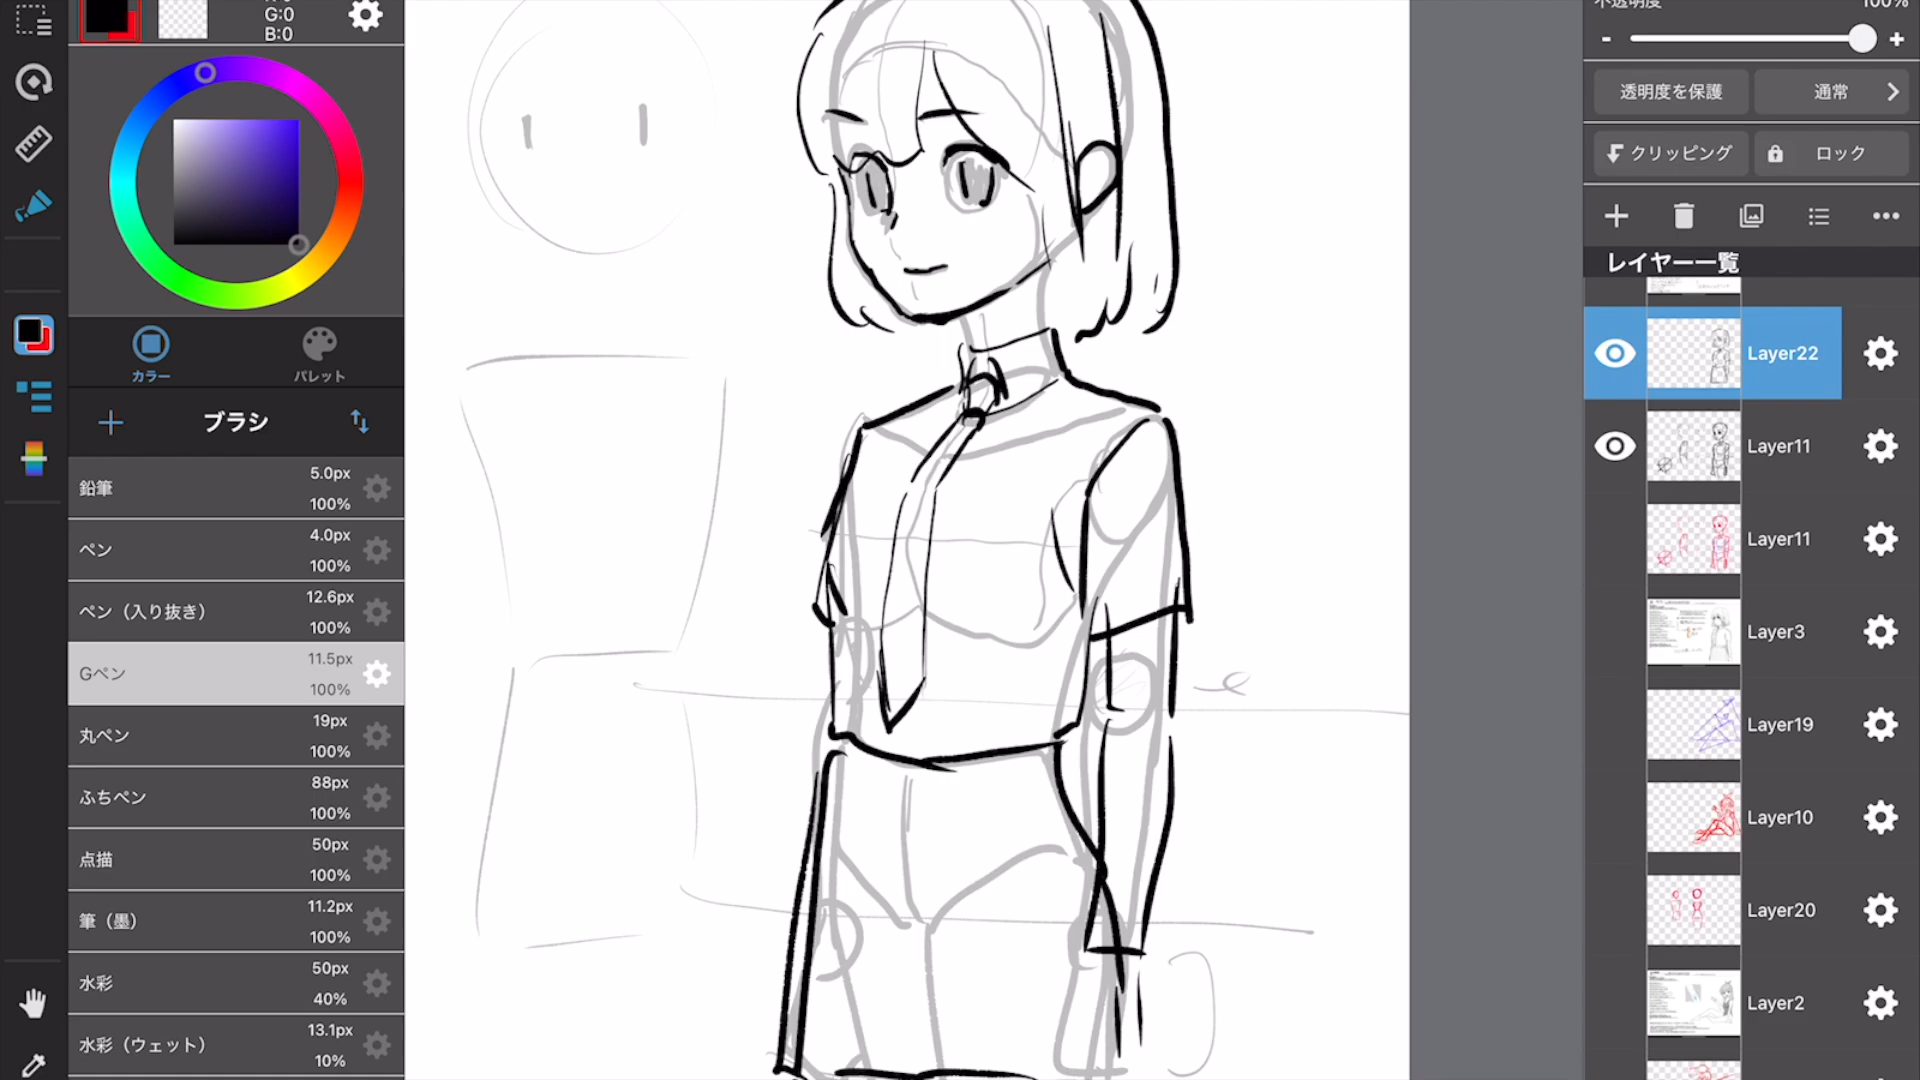 G:0
B:0
カラー
パレット
ブラシ
鉛筆
5.0px
100%
ペン
4.0px
100%
ペン（入り抜き）
12.6px
100%
Gペン
11.5px
100%
丸ペン
19px
100%
ふちペン
88px
100%
点描
50px
100%
筆（墨）
11.2px
100%
水彩
50px
40%
水彩（ウェット）
13.1px
10%
不透明度
100%
- +
透明度を保護
通常
クリッピング
ロック
レイヤー一覧
Layer22
Layer11
Layer11
Layer3
Layer19
Layer10
Layer20
Layer2